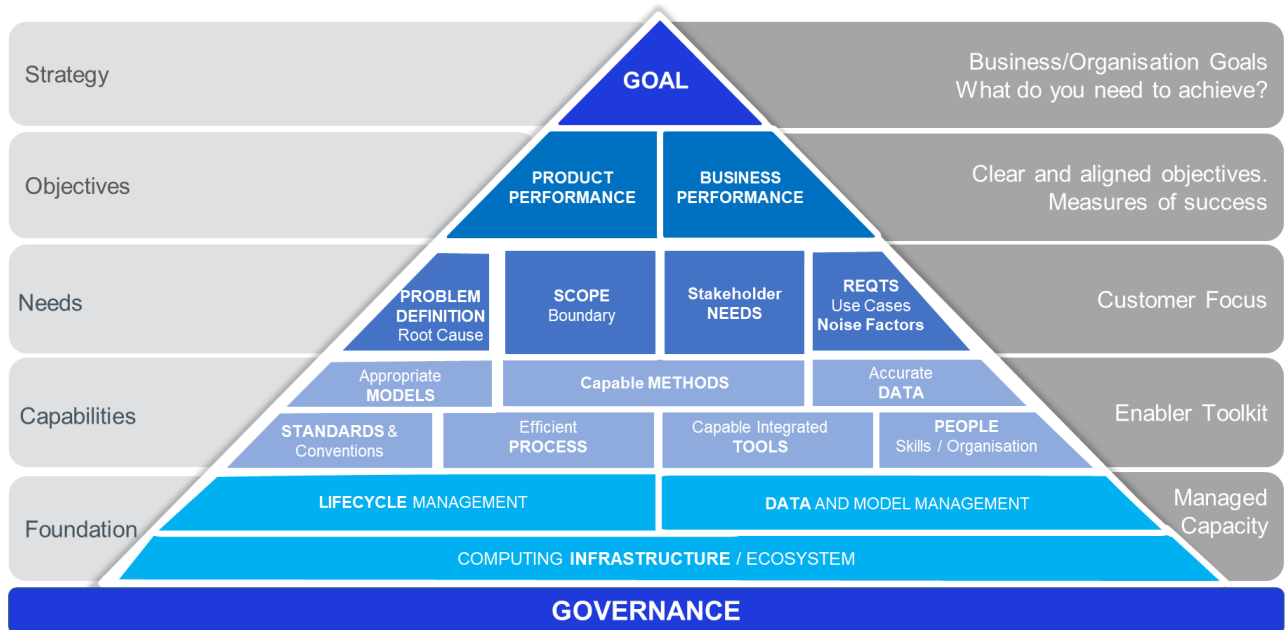 Strategy
GOAL
Business/Organisation Goals
What do you need to achieve?
Objectives
PRODUCT
PERFORMANCE
BUSINESS
PERFORMANCE
Clear and aligned objectives.
Measures of success
Needs
PROBLEM
DEFINITION
Root Cause
SCOPE
Boundary
Stakeholder
NEEDS
REQTS
Use Cases
Noise Factors
Customer Focus
Capabilities
Appropriate
MODELS
Capable METHODS
Accurate
DATA
STANDARDS &
Conventions
Efficient
PROCESS
Capable Integrated
TOOLS
PEOPLE
Skills / Organisation
Enabler Toolkit
Foundation
LIFECYCLE MANAGEMENT
DATA AND MODEL MANAGEMENT
COMPUTING INFRASTRUCTURE / ECOSYSTEM
Managed
Capacity
GOVERNANCE